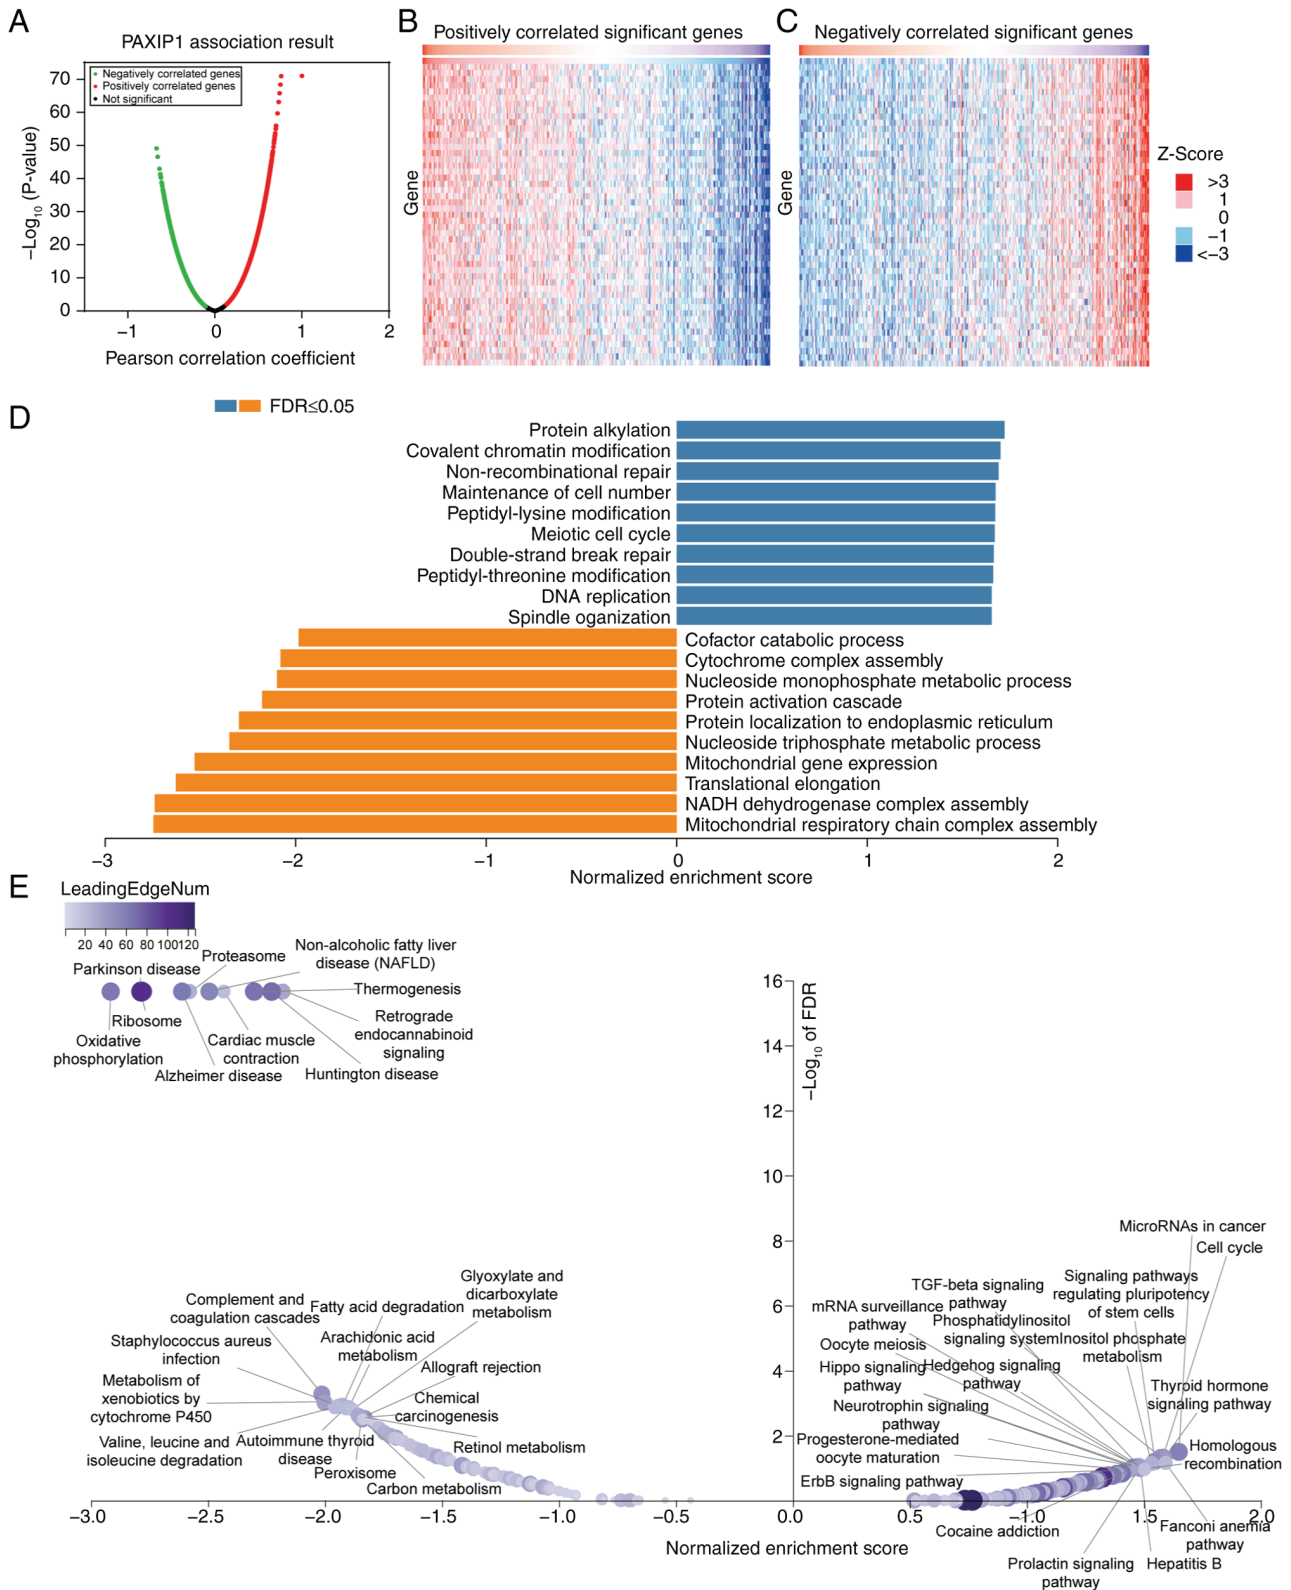 A
PAXIP1 association result
Negatively correlated genes
Positively correlated genes
Not significant
70
60
50
40
30
20
10
0
−Log10 (P-value)
−1
0
1
2
Pearson correlation coefficient
B
Positively correlated significant genes
Gene
C
Negatively correlated significant genes
Gene
Z-Score
>3
1
0
−1
<−3
D
FDR≤0.05
Protein alkylation
Covalent chromatin modification
Non-recombinational repair
Maintenance of cell number
Peptidyl-lysine modification
Meiotic cell cycle
Double-strand break repair
Peptidyl-threonine modification
DNA replication
Spindle oganization
Cofactor catabolic process
Cytochrome complex assembly
Nucleoside monophosphate metabolic process
Protein activation cascade
Protein localization to endoplasmic reticulum
Nucleoside triphosphate metabolic process
Mitochondrial gene expression
Translational elongation
NADH dehydrogenase complex assembly
Mitochondrial respiratory chain complex assembly
−3
−2
−1
0
1
2
Normalized enrichment score
E
LeadingEdgeNum
20 40 60 80 100 120
Parkinson disease
Proteasome
Non-alcoholic fatty liver
disease (NAFLD)
Thermogenesis
Retrograde
endocannabinoid
signaling
Ribosome
Oxidative
phosphorylation
Cardiac muscle
contraction
Alzheimer disease
Huntington disease
16
14
12
10
8
6
4
2
−Log10 of FDR
Glyoxylate and
dicarboxylate
metabolism
Complement and
coagulation cascades
Fatty acid degradation
Staphylococcus aureus
infection
Arachidonic acid
metabolism
Allograft rejection
Metabolism of
xenobiotics by
cytochrome P450
Chemical
carcinogenesis
Valine, leucine and
isoleucine degradation
Autoimmune thyroid
disease
Retinol metabolism
Peroxisome
Carbon metabolism
MicroRNAs in cancer
Cell cycle
TGF-beta signaling
pathway
Signaling pathways
regulating pluripotency
of stem cells
mRNA surveillance
pathway
Phosphatidylinositol
signaling system
Inositol phosphate
metabolism
Oocyte meiosis
Hippo signaling
pathway
Hedgehog signaling
pathway
Thyroid hormone
signaling pathway
Neurotrophin signaling
pathway
Progesterone-mediated
oocyte maturation
Homologous
recombination
ErbB signaling pathway
Cocaine addiction
Fanconi anemia
pathway
Prolactin signaling
pathway
Hepatitis B
−3.0
−2.5
−2.0
−1.5
−1.0
−0.5
0.0
0.5
−1.0
1.5
2.0
Normalized enrichment score